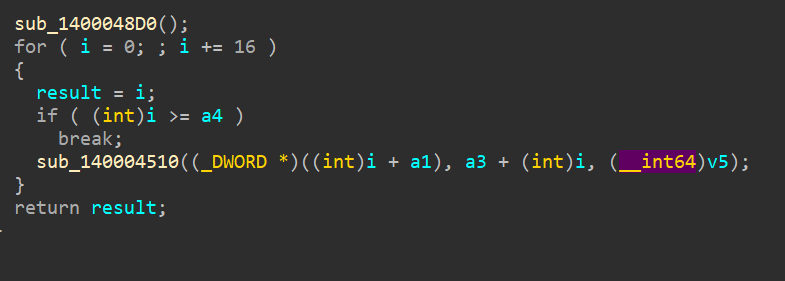 sub_1400048D0();
for ( i = 0; ; i += 16 )
{
  result = i;
  if ( (int)i >= a4 )
    break;
  sub_140004510((_DWORD *)((int)i + a1), a3 + (int)i, (__int64)v5);
}
return result;